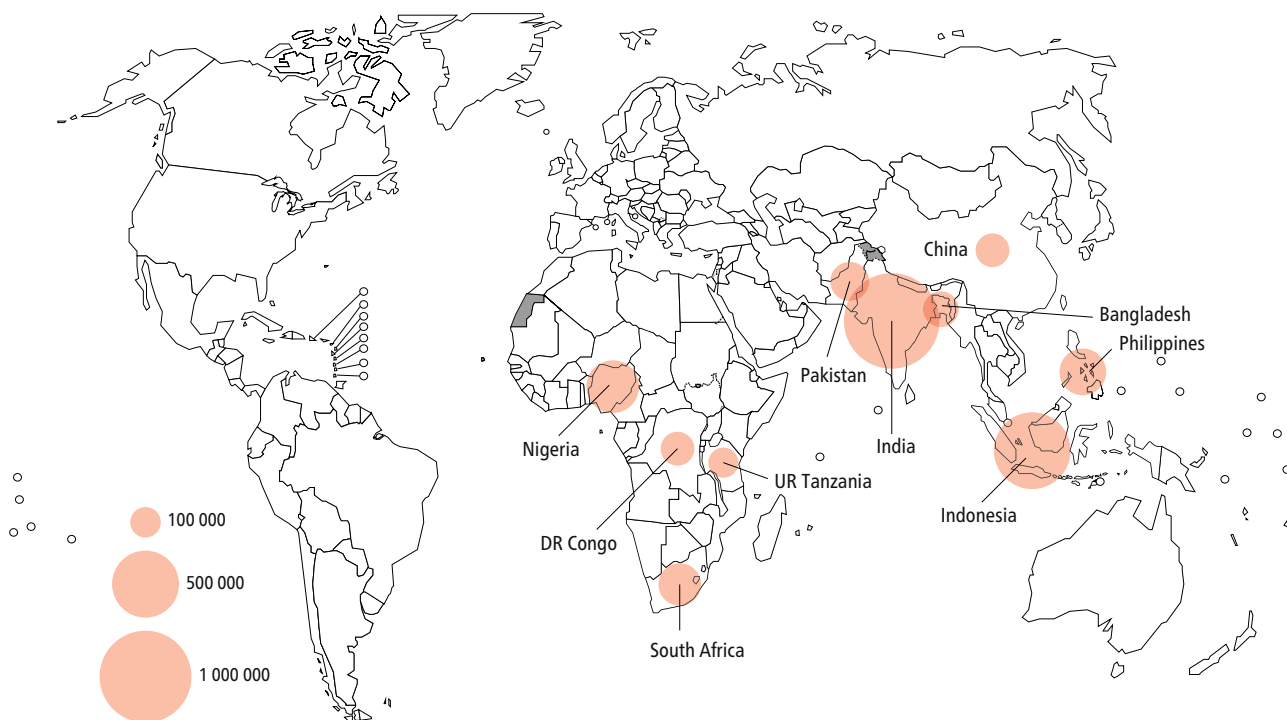 China
Bangladesh
Philippines
Pakistan
Nigeria
India
UR Tanzania
Indonesia
DR Congo
South Africa
100 000
500 000
1 000 000